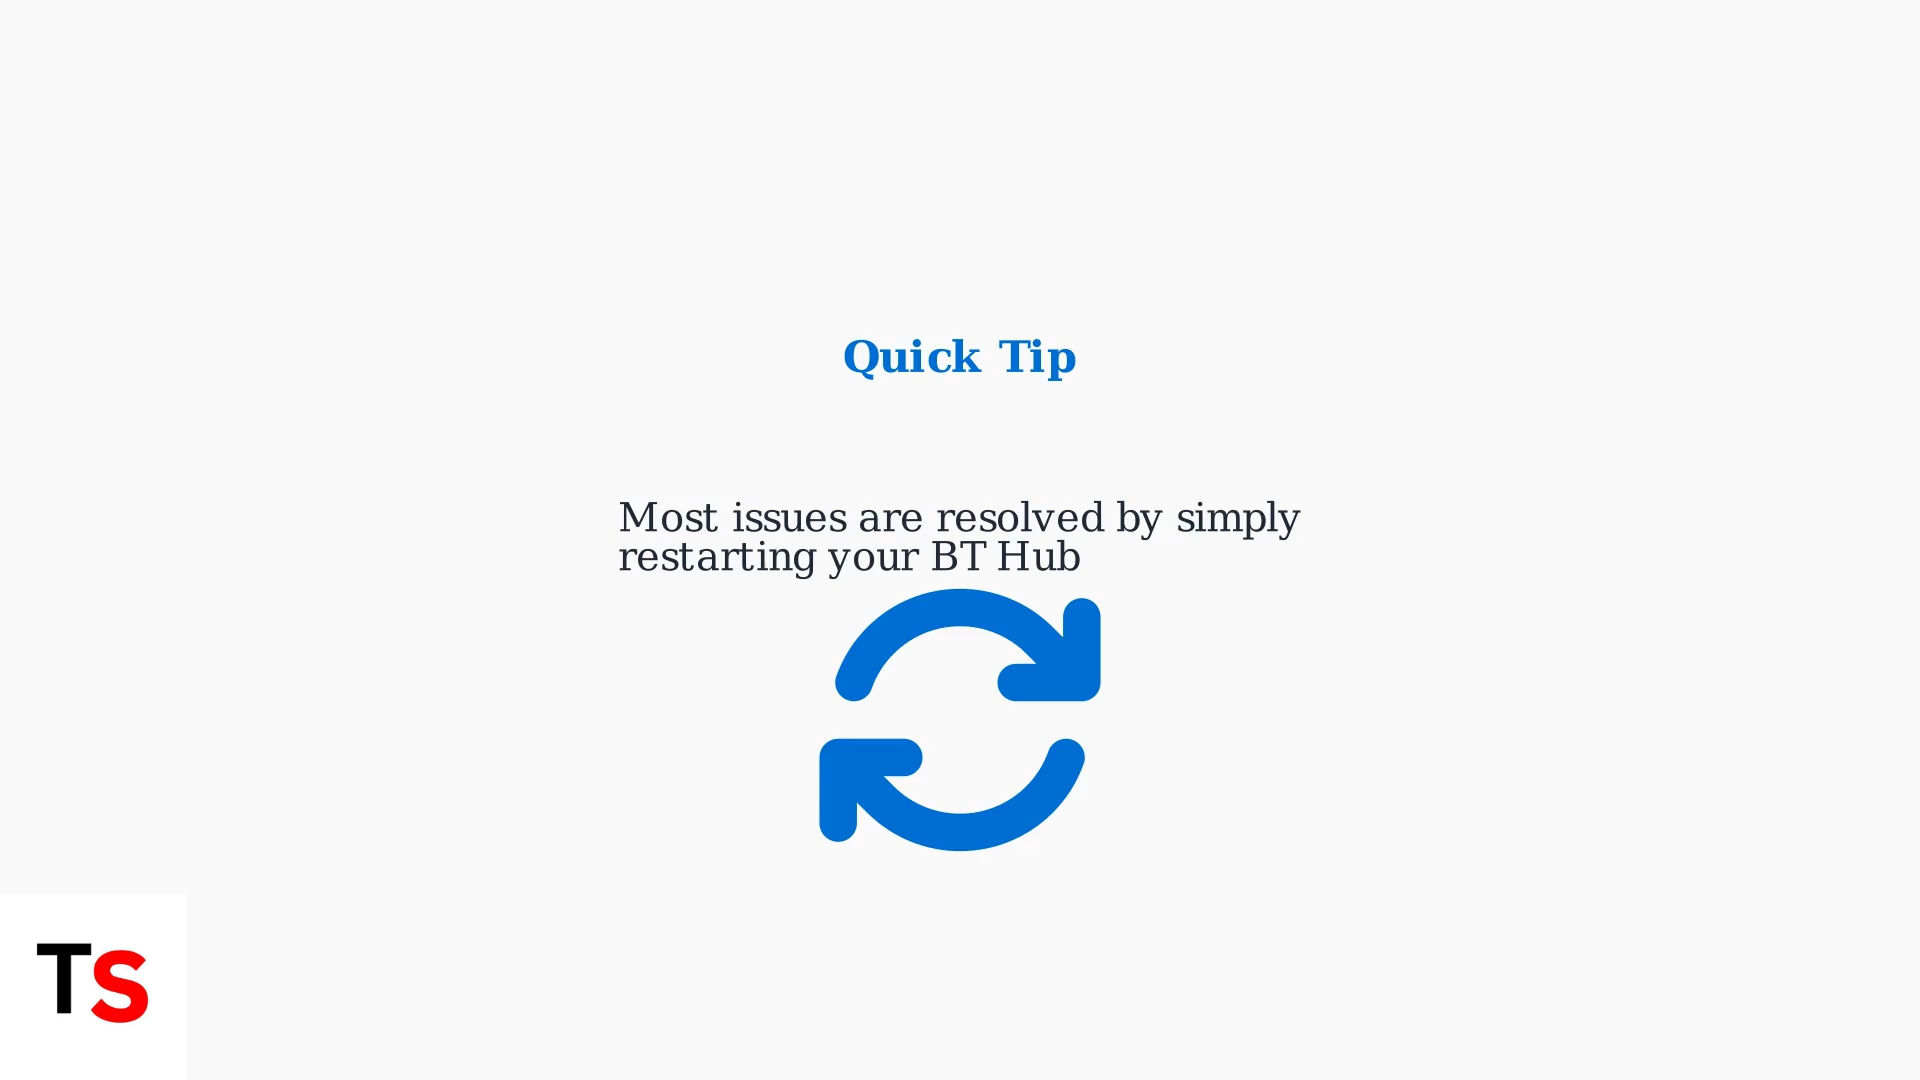 Quick Tip
Most issues are resolved by simply
restarting your BT Hub
TS